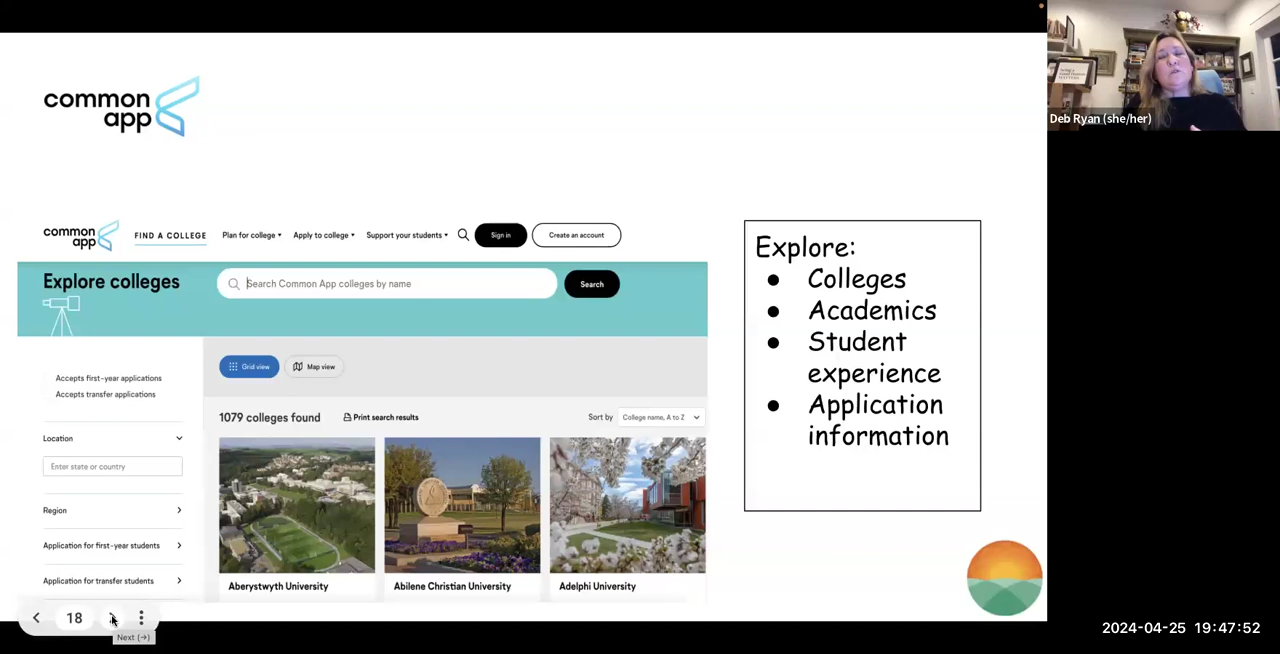 common
app
common
app
FIND A COLLEGE
Plan for college
Apply to college
Support your students
Sign in
Create an account
Explore colleges
Search Common App colleges by name
Search
Accepts first-year applications
Accepts transfer applications
Location
Enter state or country
Region
Application for first-year students
Application for transfer students
Grid view
Map view
1079 colleges found
Print search results
Sort by
College name, A to Z
Aberystwyth University
Abilene Christian University
Adelphi University
Explore:
● Colleges
● Academics
● Student
experience
● Application
information
18
Next (→)
Deb Ryan (she/her)
2024-04-25 19:47:52